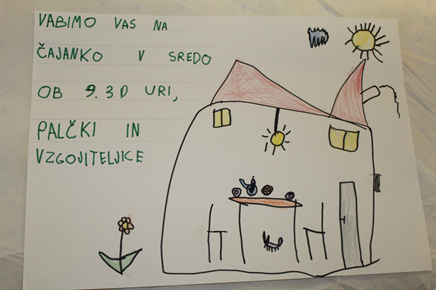 VABIMO VAS NA
ČAJANKO V SREDO
OB 9.30 URI,
PALČKI IN
VZGOJITELJICE